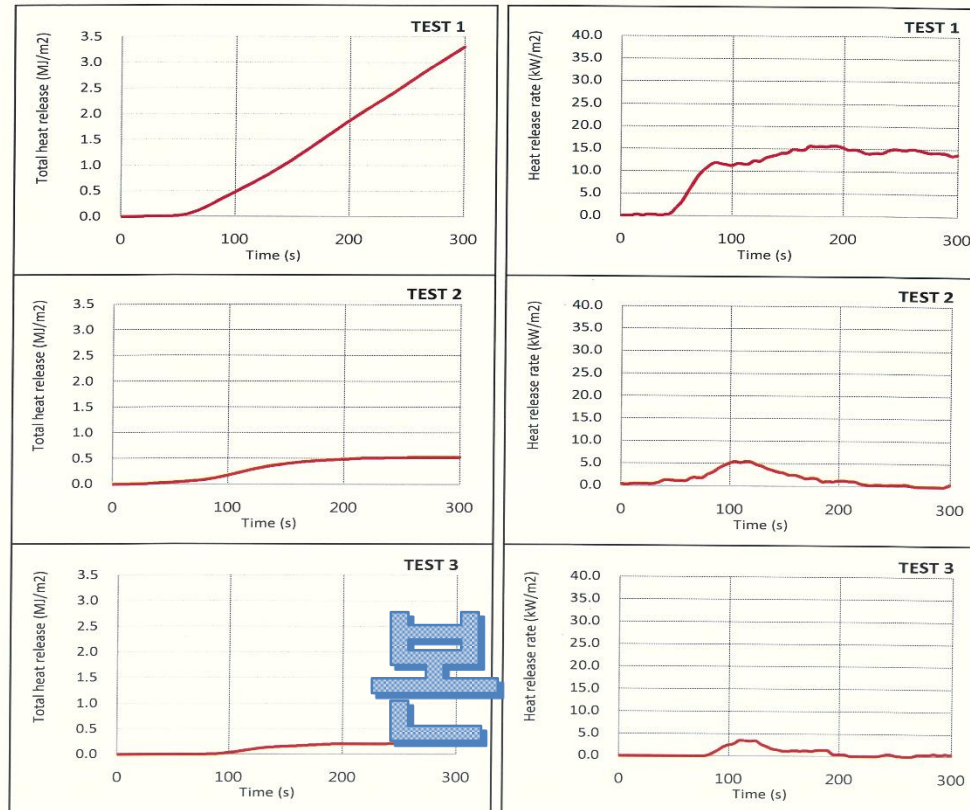 TEST 1
Total heat release (MJ/m2)
3.5
3.0
2.5
2.0
1.5
1.0
0.5
0.0
0 100 200 300
Time (s)
TEST 1
Heat release rate (kW/m2)
40.0
35.0
30.0
25.0
20.0
15.0
10.0
5.0
0.0
0 100 200 300
Time (s)
TEST 2
Total heat release (MJ/m2)
3.5
3.0
2.5
2.0
1.5
1.0
0.5
0.0
0 100 200 300
Time (s)
TEST 2
Heat release rate (kW/m2)
40.0
35.0
30.0
25.0
20.0
15.0
10.0
5.0
0.0
0 100 200 300
Time (s)
TEST 3
Total heat release (MJ/m2)
3.5
3.0
2.5
2.0
1.5
1.0
0.5
0.0
0 100 200 300
Time (s)
TEST 3
Heat release rate (kW/m2)
40.0
35.0
30.0
25.0
20.0
15.0
10.0
5.0
0.0
0 100 200 300
Time (s)